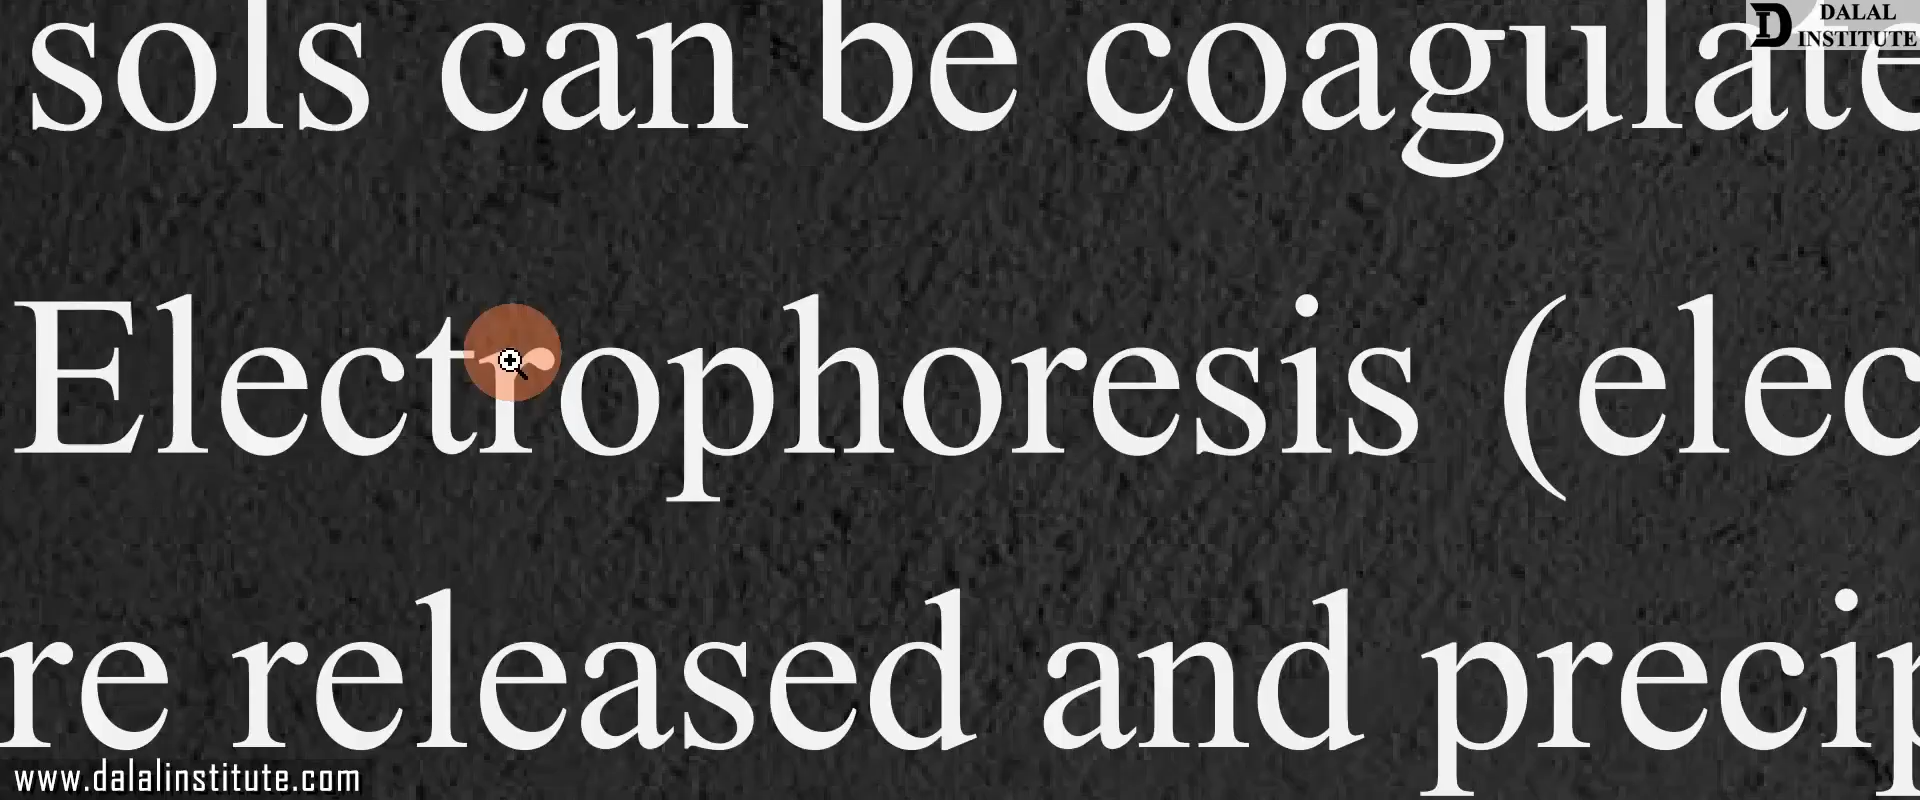 sols can be coagulate
Electrophoresis (elec
re released and precip
DALAL
INSTITUTE
www.dalalinstitute.com